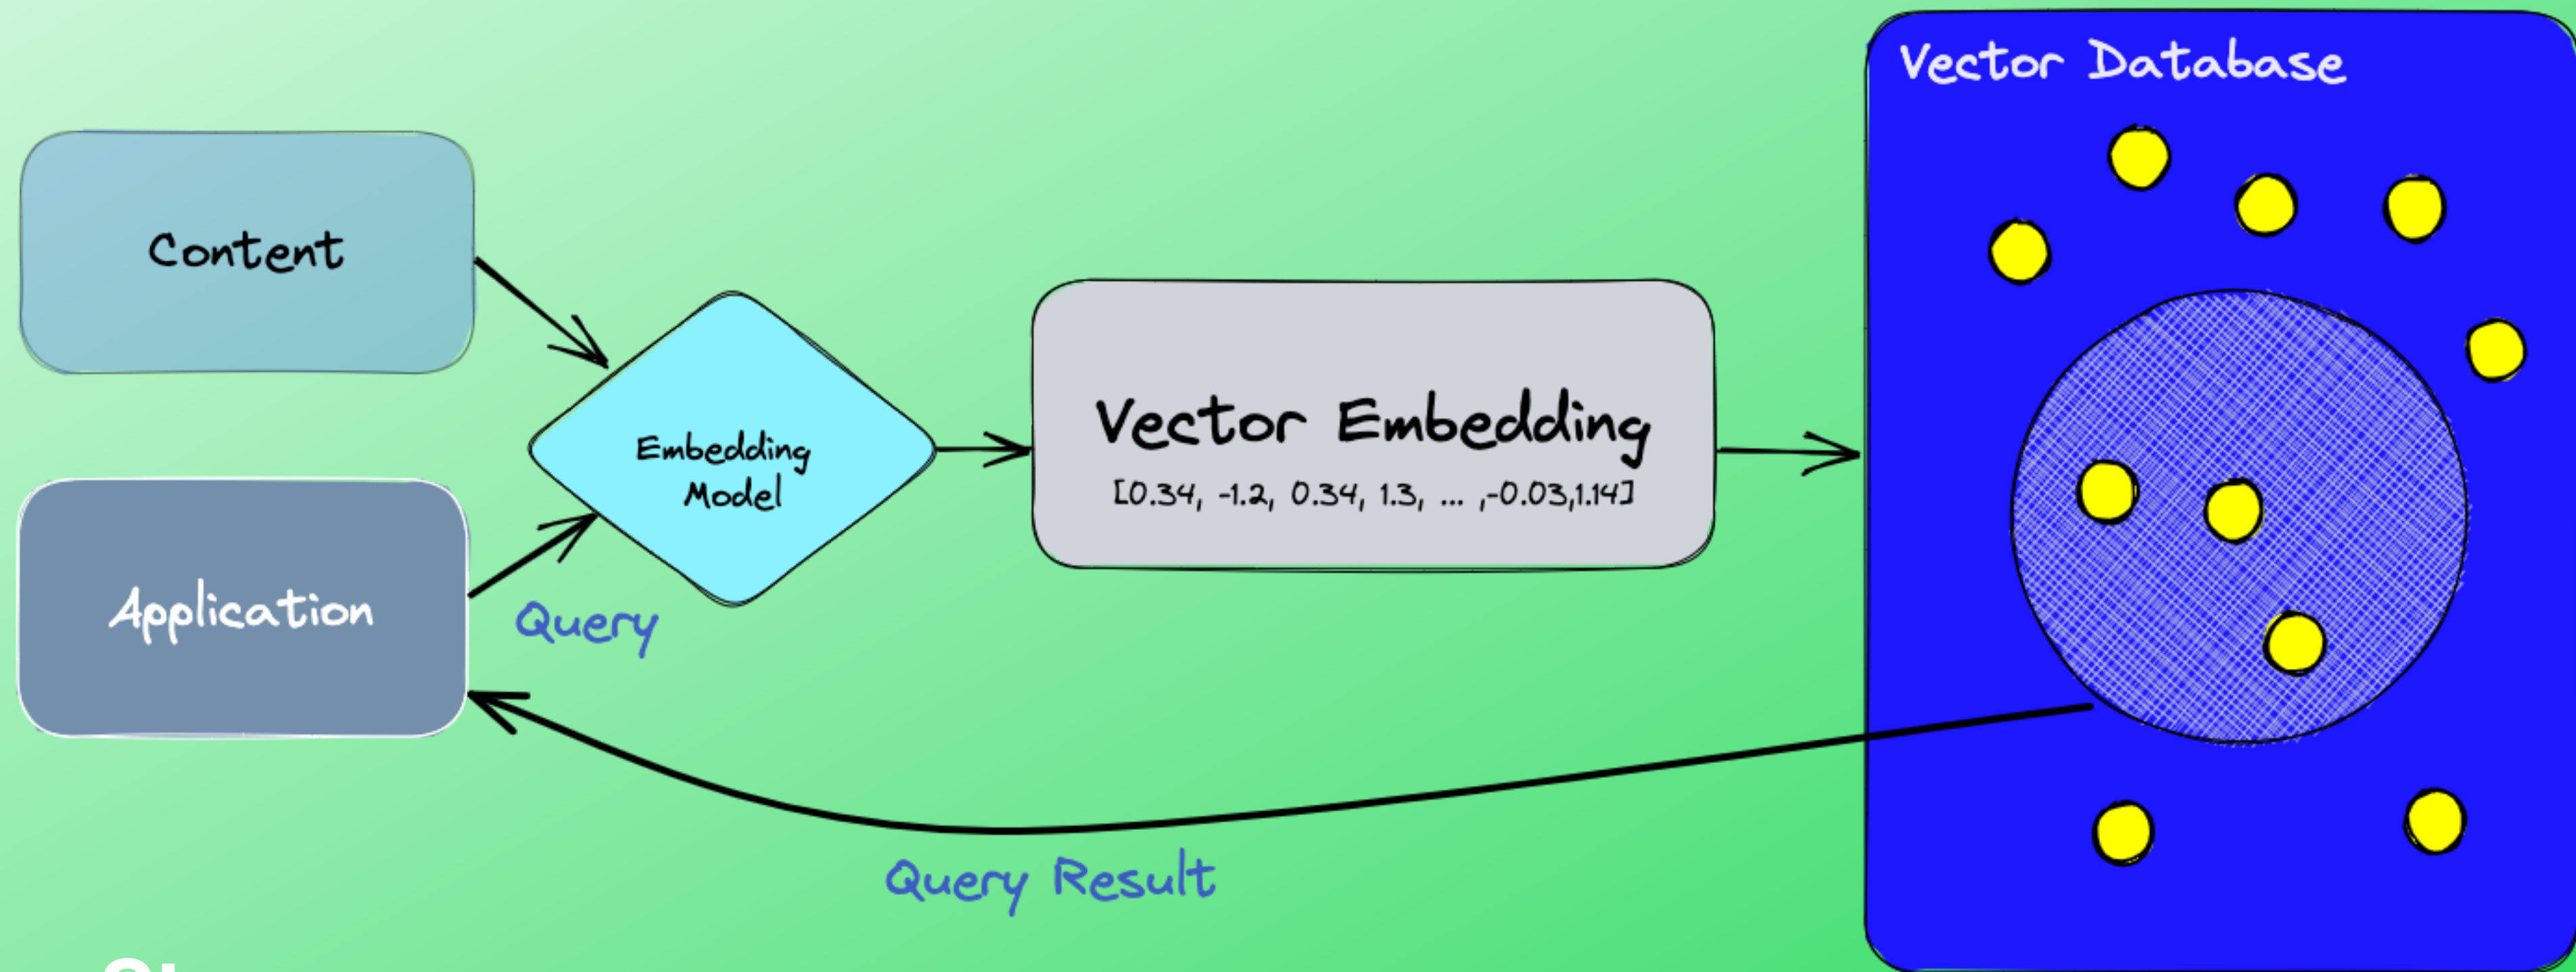 Vector Database
Content
Embedding
Model
Vector Embedding
[0.34, -1.2, 0.34, 1.3, ... ,-0.03,1.14]
Application
Query
Query Result